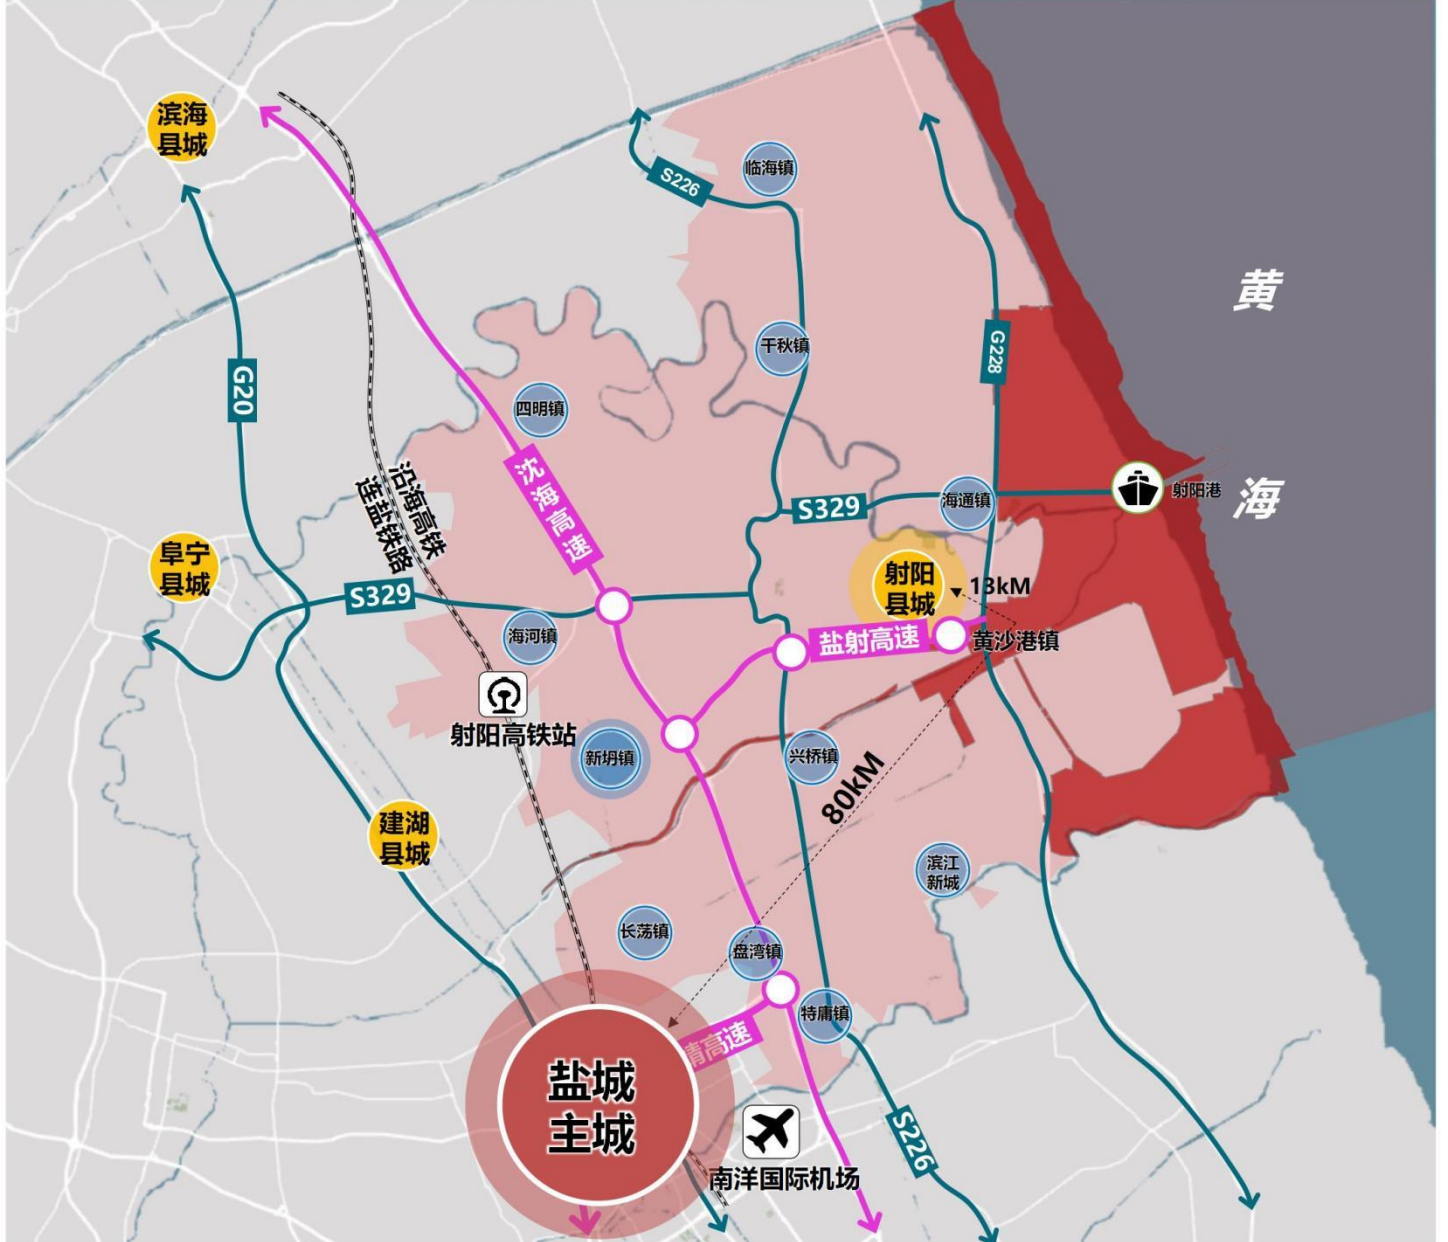 滨海
县城
S226
临海镇
黄
G228
干秋镇
G20
四明镇
沈海高速
沿海高铁
连盐铁路
海通镇
S329
射阳港
海
阜宁
县城
射阳
县城
13kM
S329
海河镇
盐射高速
黄沙港镇
射阳高铁站
新坍镇
兴桥镇
80kM
建湖
县城
滨江
新城
长荡镇
盘湾镇
特庸镇
高速
盐城
主城
S226
南洋国际机场